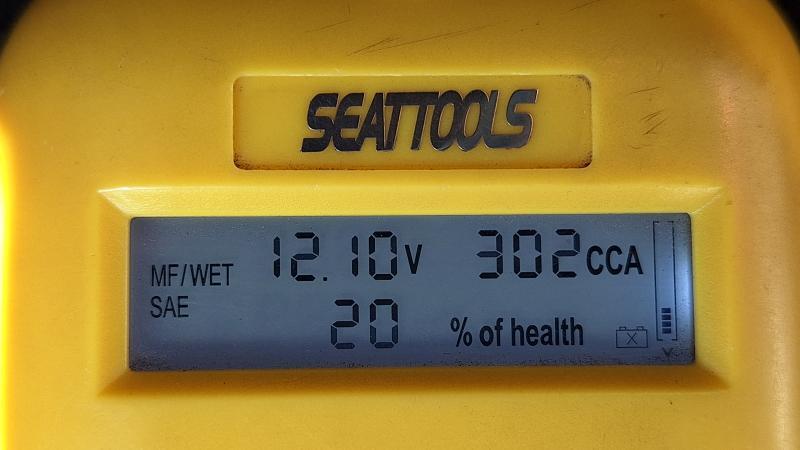 SEATTOOLS
MF/WET 12.10V 302CCA
SAE 20 % of health